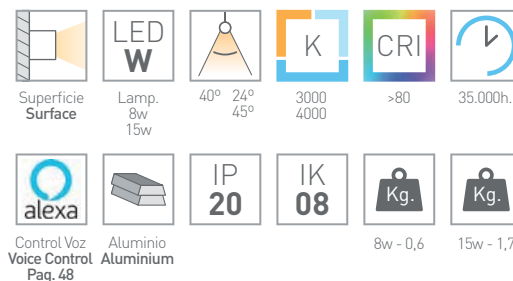 LED
W
K
CRI
Superficie
Surface
Lamp.
8w
15w
40º 24º
45º
3000
4000
>80
35.000h.
alexa
IP
20
IK
08
Kg.
Kg.
Control Voz
Voice Control
Pag. 48
Aluminio
Aluminium
8w - 0,6
15w - 1,7